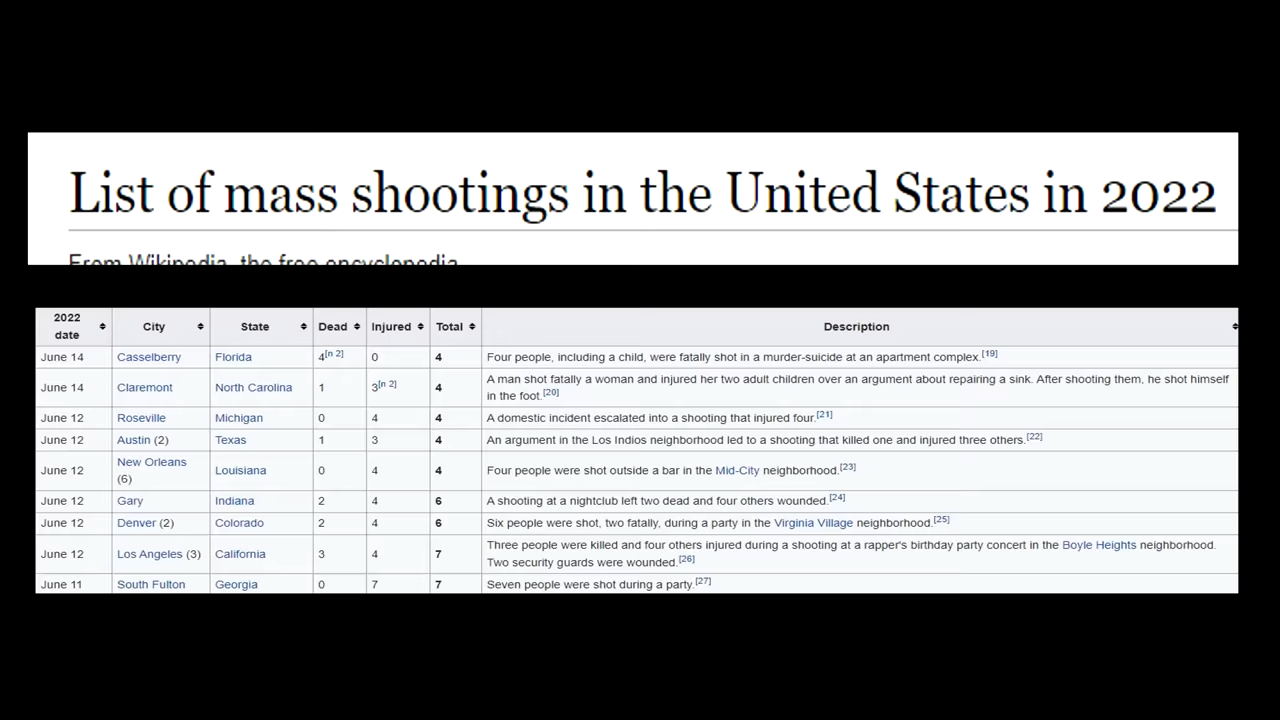 List of mass shootings in the United States in 2022
From Wikipedia, the free encyclopedia
2022 date City State Dead Injured Total Description
June 14 Casselberry Florida 4[n 2] 0 4 Four people, including a child, were fatally shot in a murder-suicide at an apartment complex.[19]
June 14 Claremont North Carolina 1 3[n 2] 4 A man shot fatally a woman and injured her two adult children over an argument about repairing a sink. After shooting them, he shot himself
in the foot.[20]
June 12 Roseville Michigan 0 4 4 A domestic incident escalated into a shooting that injured four.[21]
June 12 Austin (2) Texas 1 3 4 An argument in the Los Indios neighborhood led to a shooting that killed one and injured three others.[22]
June 12 New Orleans (6) Louisiana 0 4 4 Four people were shot outside a bar in the Mid-City neighborhood.[23]
June 12 Gary Indiana 2 4 6 A shooting at a nightclub left two dead and four others wounded.[24]
June 12 Denver (2) Colorado 2 4 6 Six people were shot, two fatally, during a party in the Virginia Village neighborhood.[25]
June 12 Los Angeles (3) California 3 4 7 Three people were killed and four others injured during a shooting at a rapper's birthday party concert in the Boyle Heights neighborhood.
Two security guards were wounded.[26]
June 11 South Fulton Georgia 0 7 7 Seven people were shot during a party.[27]